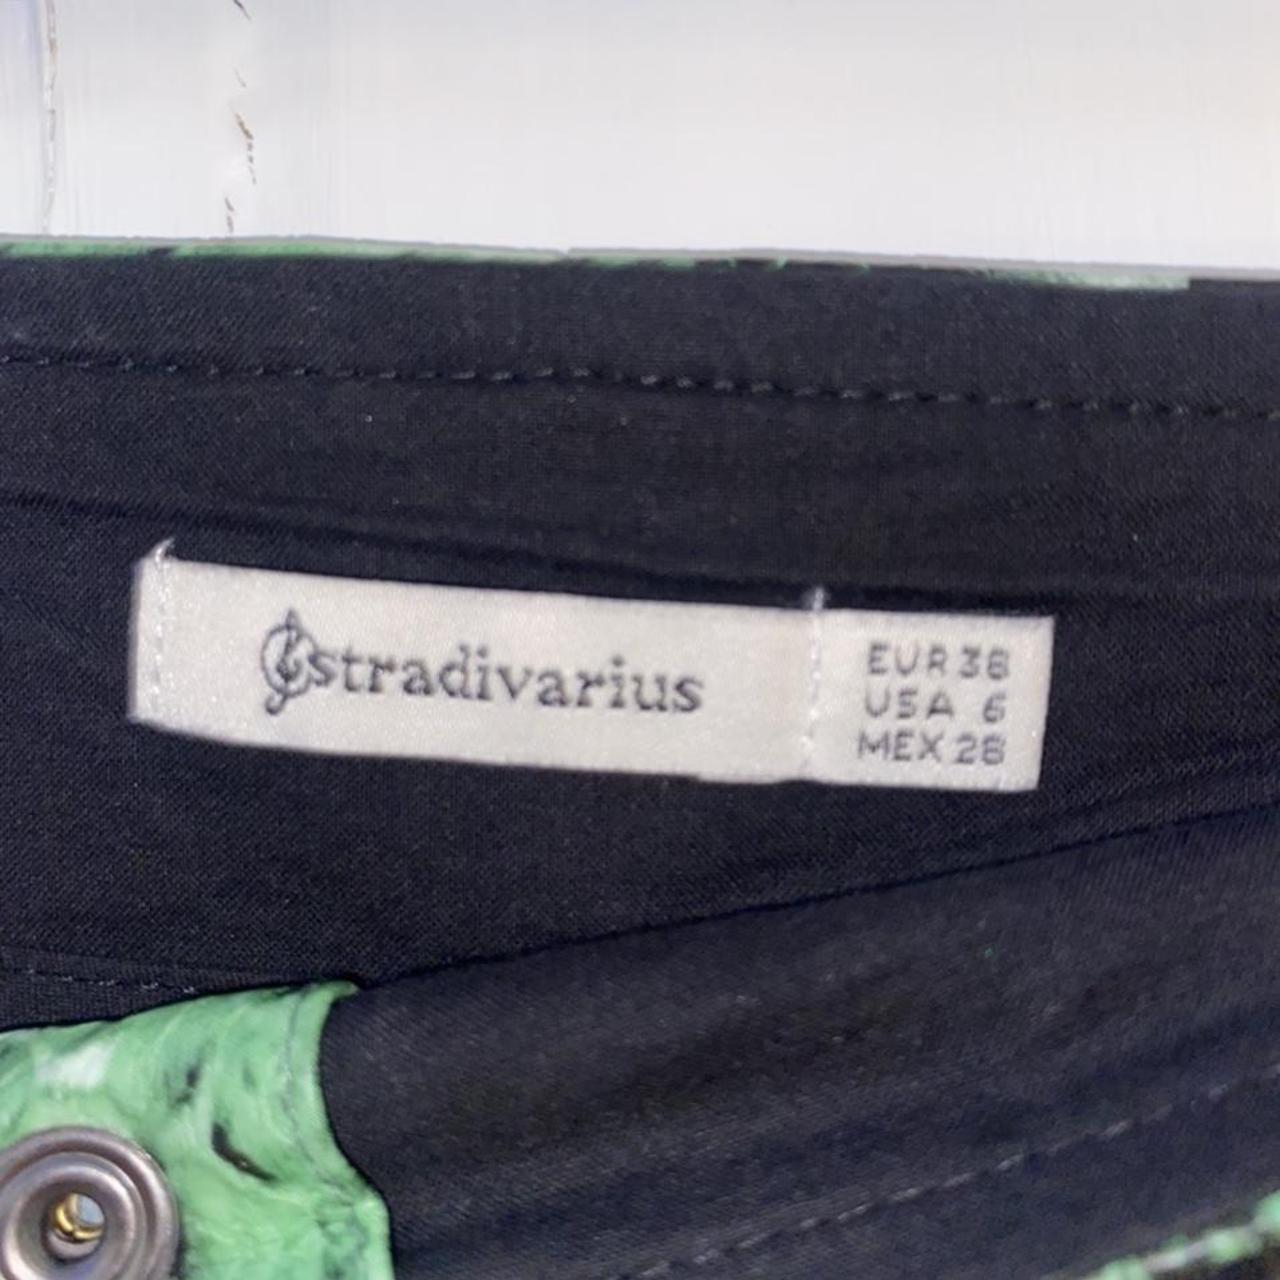 stradivarius
EUR 38
USA 6
MEX 28